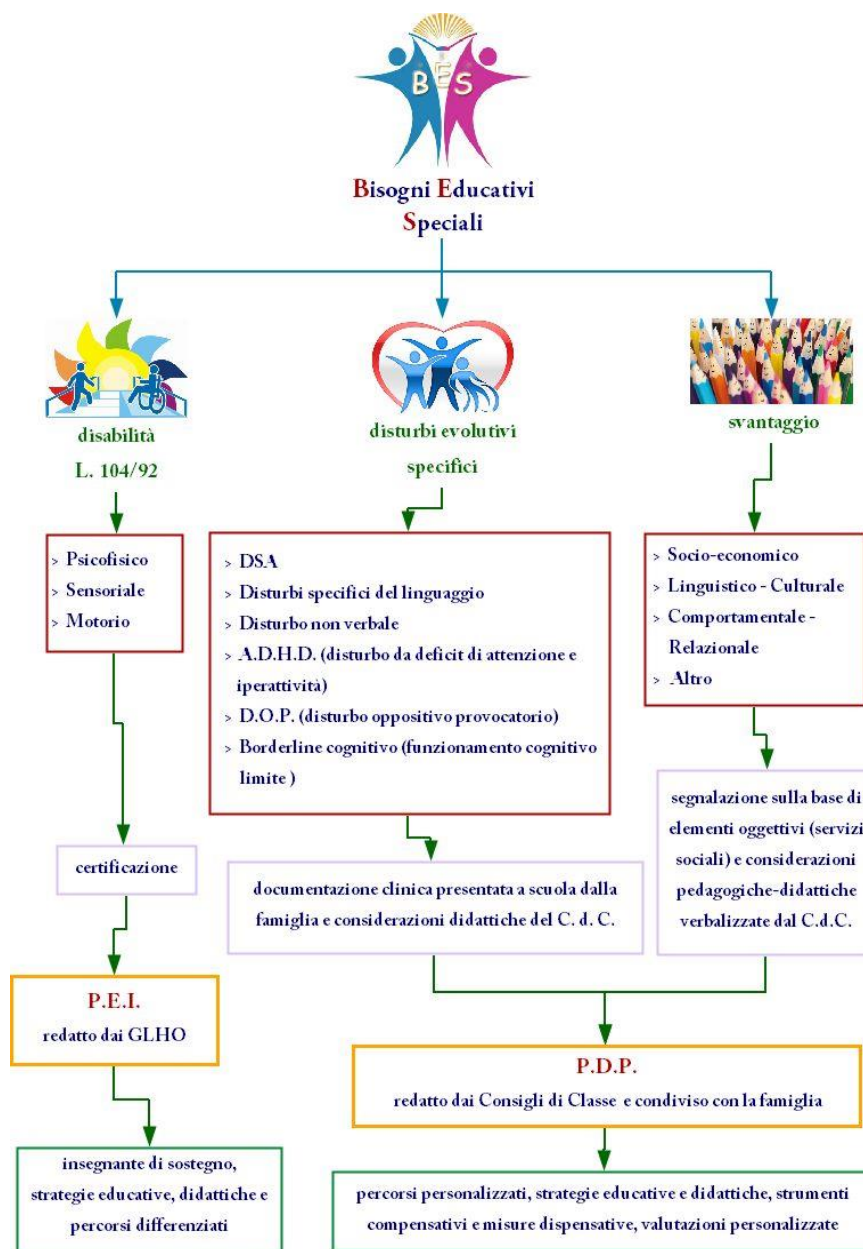 BES
Bisogni Educativi
Speciali
disabilità
L. 104/92
disturbi evolutivi
specifici
svantaggio
> Psicofisico
> Sensoriale
> Motorio
> DSA
> Disturbi specifici del linguaggio
> Disturbo non verbale
> A.D.H.D. (disturbo da deficit di attenzione e
iperattività)
> D.O.P. (disturbo oppositivo provocatorio)
> Borderline cognitivo (funzionamento cognitivo
limite )
> Socio-economico
> Linguistico - Culturale
> Comportamentale -
Relazionale
> Altro
certificazione
documentazione clinica presentata a scuola dalla
famiglia e considerazioni didattiche del C. d. C.
segnalazione sulla base di
elementi oggettivi (servizi
sociali) e considerazioni
pedagogiche-didattiche
verbalizzate dal C.d.C.
P.E.I.
redatto dai GLHO
P.D.P.
redatto dai Consigli di Classe e condiviso con la famiglia
insegnante di sostegno,
strategie educative, didattiche e
percorsi differenziati
percorsi personalizzati, strategie educative e didattiche, strumenti
compensativi e misure dispensative, valutazioni personalizzate